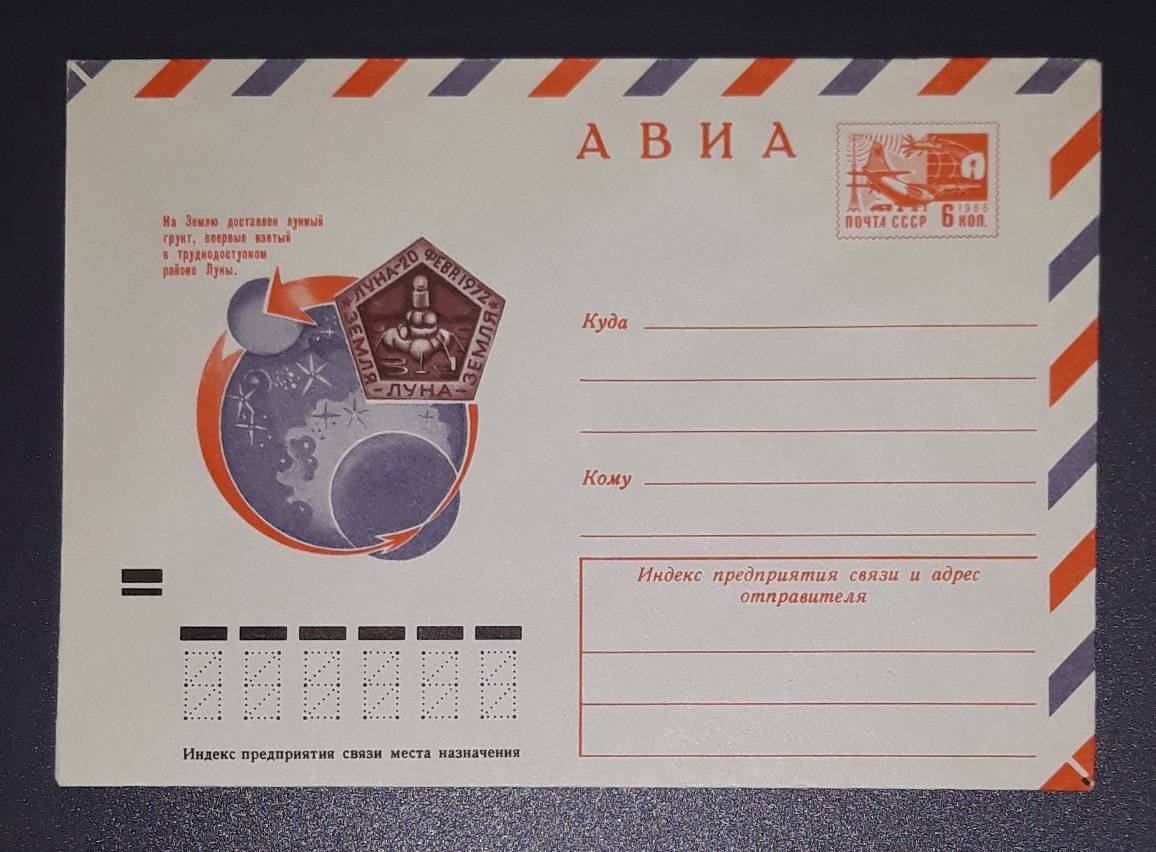 АВИА
1966
ПОЧТА СССР 6 КОП.
На Землю доставлен лунный
грунт, впервые взятый
в труднодоступном
районе Луны.
ЛУНА-20 ФЕВР. 1972
ЗЕМЛЯ-ЛУНА-ЗЕМЛЯ
Куда
Кому
Индекс предприятия связи и адрес
отправителя
Индекс предприятия связи места назначения